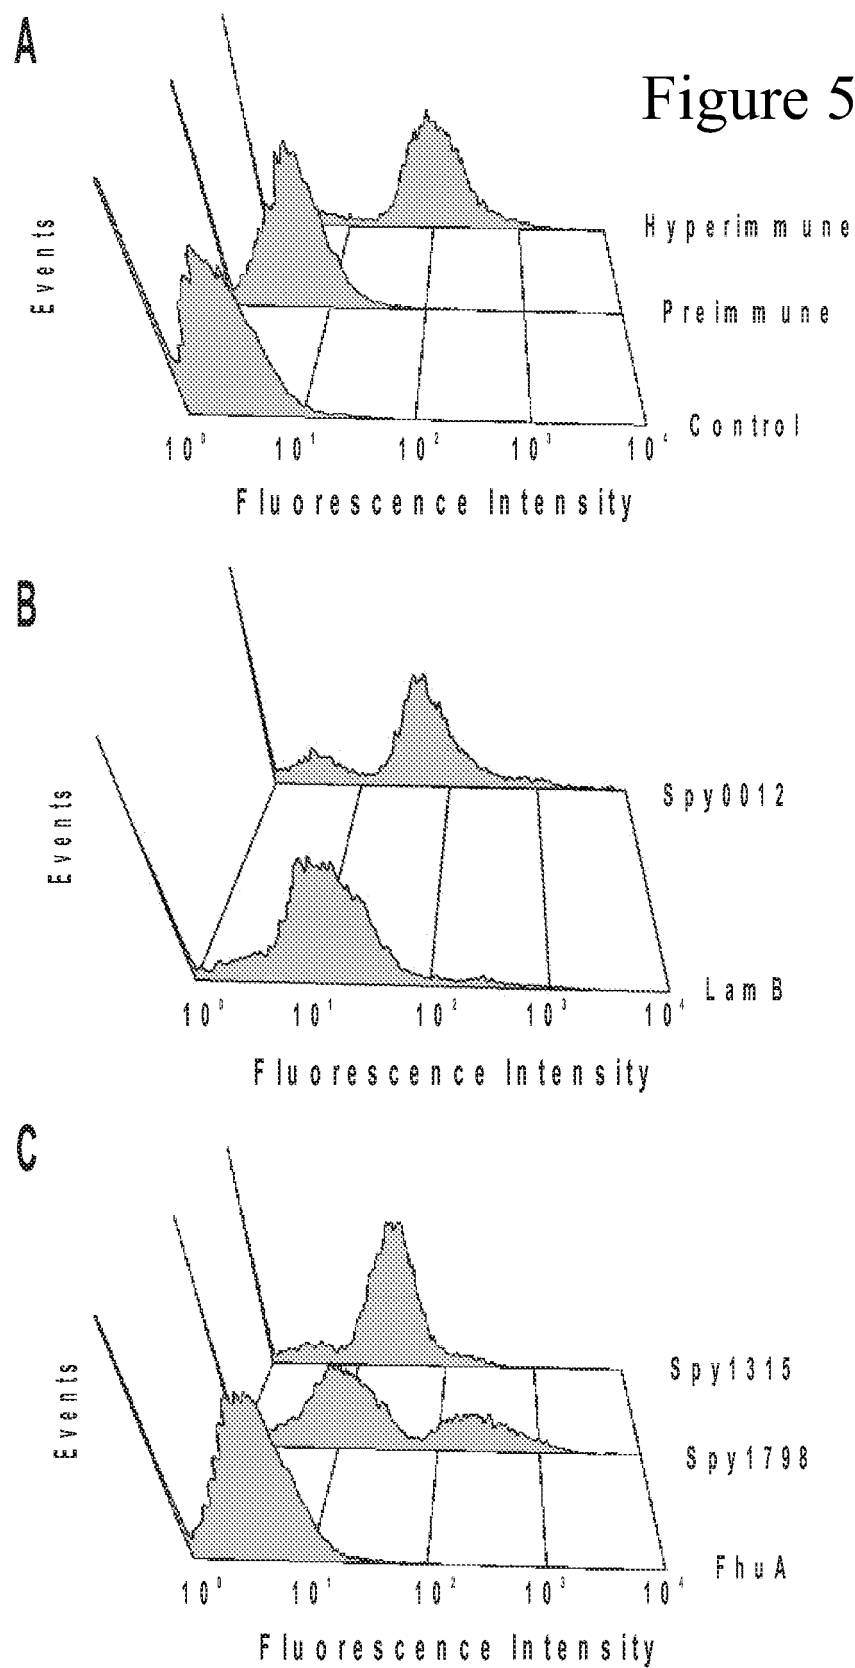 A
Figure 5
Events
Hyperimmune
Preimmune
Control
10⁰ 10¹ 10² 10³ 10⁴
Fluorescence Intensity
B
Events
Spy0012
LamB
10⁰ 10¹ 10² 10³ 10⁴
Fluorescence Intensity
C
Events
Spy1315
Spy1798
FhuA
10⁰ 10¹ 10² 10³ 10⁴
Fluorescence Intensity